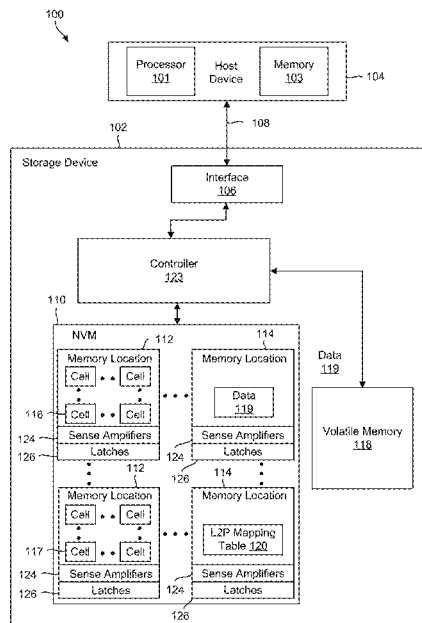 100
Processor
101
Host
Device
Memory
103
104
102
108
Storage Device
Interface
106
Controller
123
110
NVM
112
114
Memory Location
Cell
Cell
116
Cell
Cell
124
Sense Amplifiers
126
Latches
Memory Location
Data
119
124
Sense Amplifiers
126
Latches
Data
119
Volatile Memory
118
112
114
Memory Location
Cell
Cell
117
Cell
Cell
124
Sense Amplifiers
126
Latches
Memory Location
L2P Mapping
Table 120
124
Sense Amplifiers
Latches
126